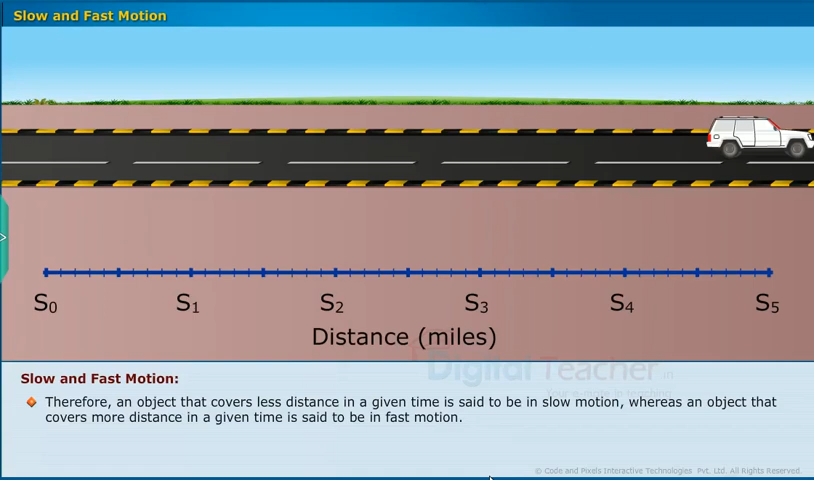 Slow and Fast Motion
S₀ S₁ S₂ S₃ S₄ S₅
Distance (miles)
Digital Teacher.in
Slow and Fast Motion:
Therefore, an object that covers less distance in a given time is said to be in slow motion, whereas an object that
covers more distance in a given time is said to be in fast motion.
© Code and Pixels Interactive Technologies Pvt. Ltd. All Rights Reserved.